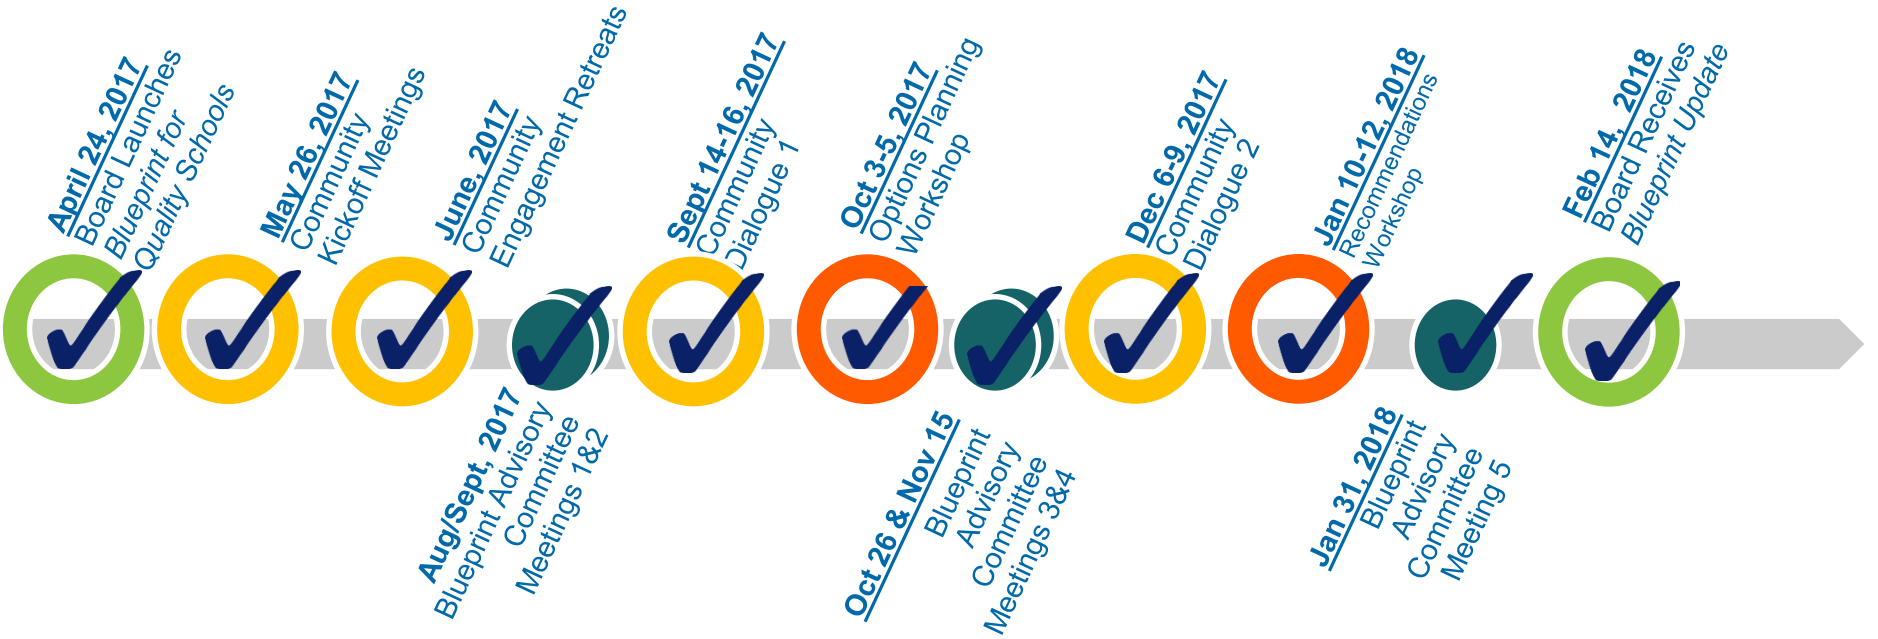 April 24, 2017
Board Launches
Blueprint for
Quality Schools
May 26, 2017
Community
Kickoff Meetings
June, 2017
Community
Engagement Retreats
Aug/Sept, 2017
Blueprint Advisory
Committee
Meetings 1&2
Sept 14-16, 2017
Community
Dialogue 1
Oct 3-5, 2017
Options Planning
Workshop
Oct 26 & Nov 15
Blueprint
Advisory
Committee
Meetings 3&4
Dec 6-9, 2017
Community
Dialogue 2
Jan 10-12, 2018
Recommendations
Workshop
Jan 31, 2018
Blueprint
Advisory
Committee
Meeting 5
Feb 14, 2018
Board Receives
Blueprint Update